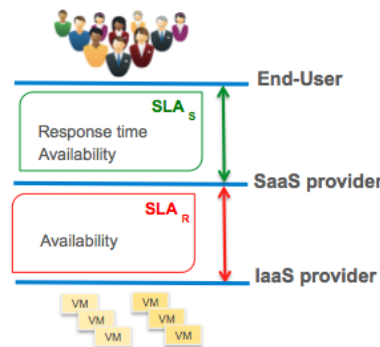 End-User
SLA S
Response time
Availability
SaaS provider
SLA R
Availability
IaaS provider
VM VM
VM VM
VM VM